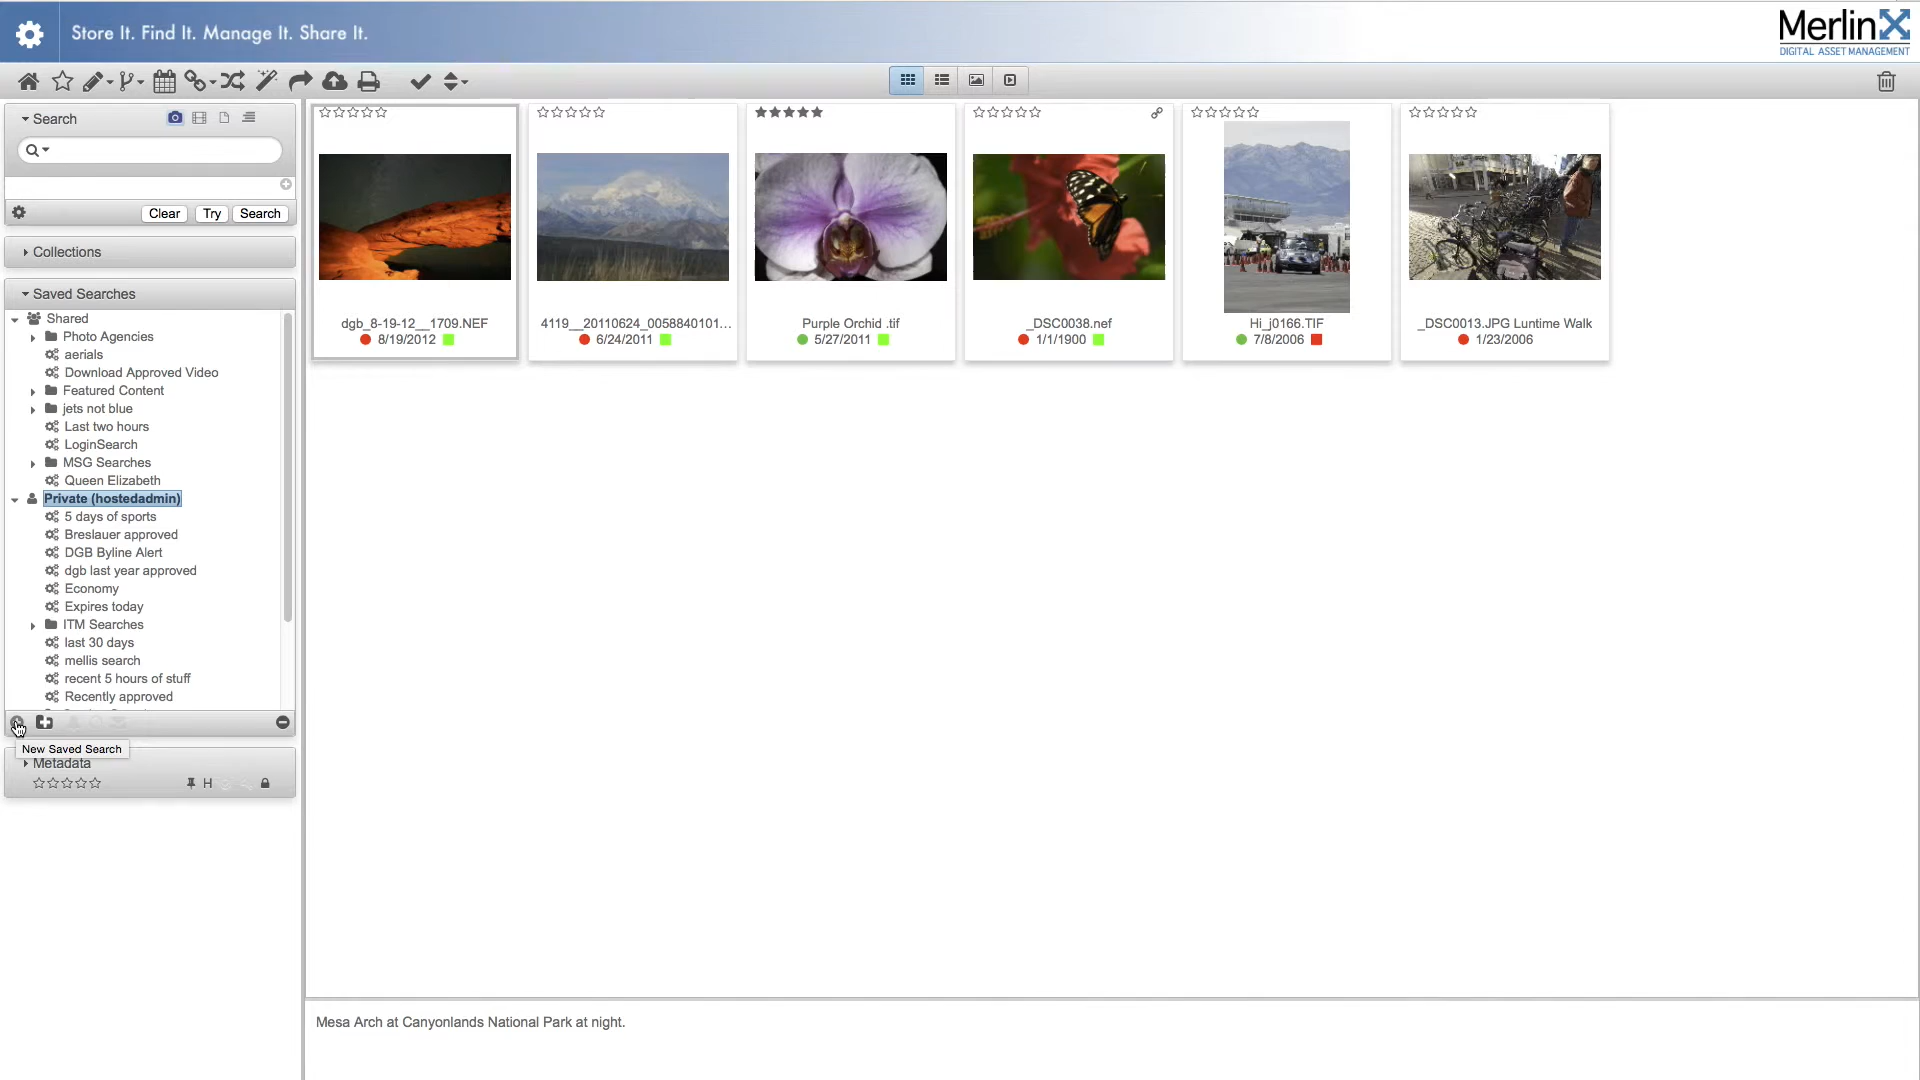 Store It. Find It. Manage It. Share It.
MerlinX
DIGITAL ASSET MANAGEMENT
Search
Clear
Try
Search
Collections
Saved Searches
Shared
Photo Agencies
aerials
Download Approved Video
Featured Content
jets not blue
Last two hours
LoginSearch
MSG Searches
Queen Elizabeth
Private (hostedadmin)
5 days of sports
Breslauer approved
DGB Byline Alert
dgb last year approved
Economy
Expires today
ITM Searches
last 30 days
mellis search
recent 5 hours of stuff
Recently approved
New Saved Search
Metadata
H
dgb_8-19-12__1709.NEF
8/19/2012
4119__20110624_0058840101...
6/24/2011
Purple Orchid .tif
5/27/2011
_DSC0038.nef
1/1/1900
Hi_j0166.TIF
7/8/2006
_DSC0013.JPG Luntime Walk
1/23/2006
Mesa Arch at Canyonlands National Park at night.